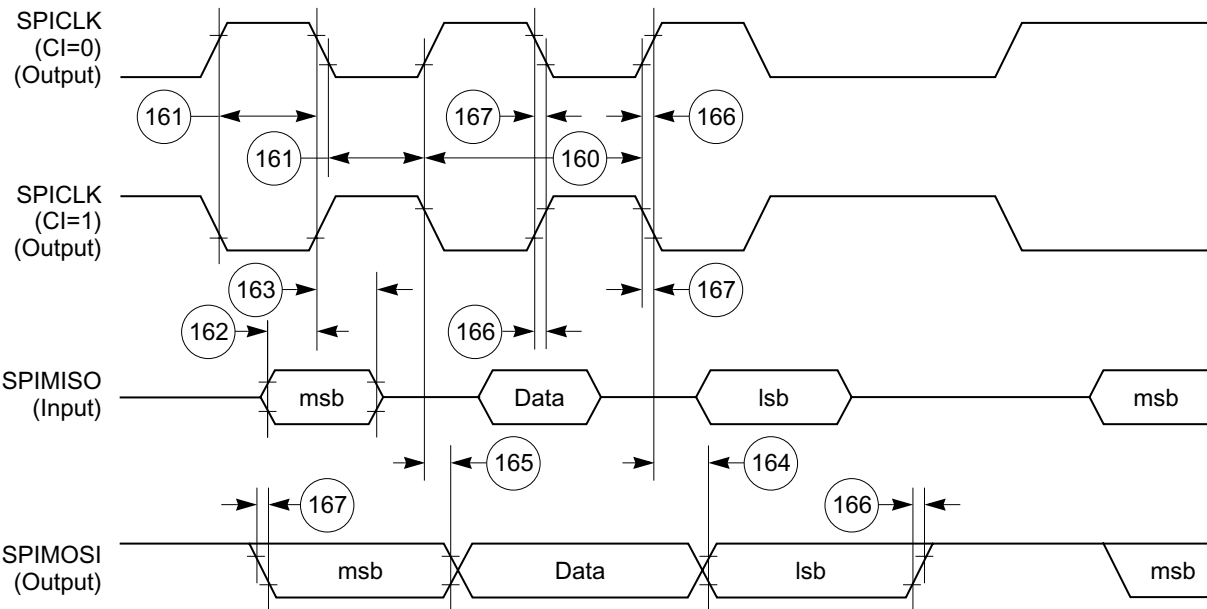 SPICLK
(CI=0)
(Output)
161
167
166
161
160
SPICLK
(CI=1)
(Output)
163
167
162
166
SPIMISO
(Input)
msb
Data
lsb
msb
165
164
167
166
SPIMOSI
(Output)
msb
Data
lsb
msb